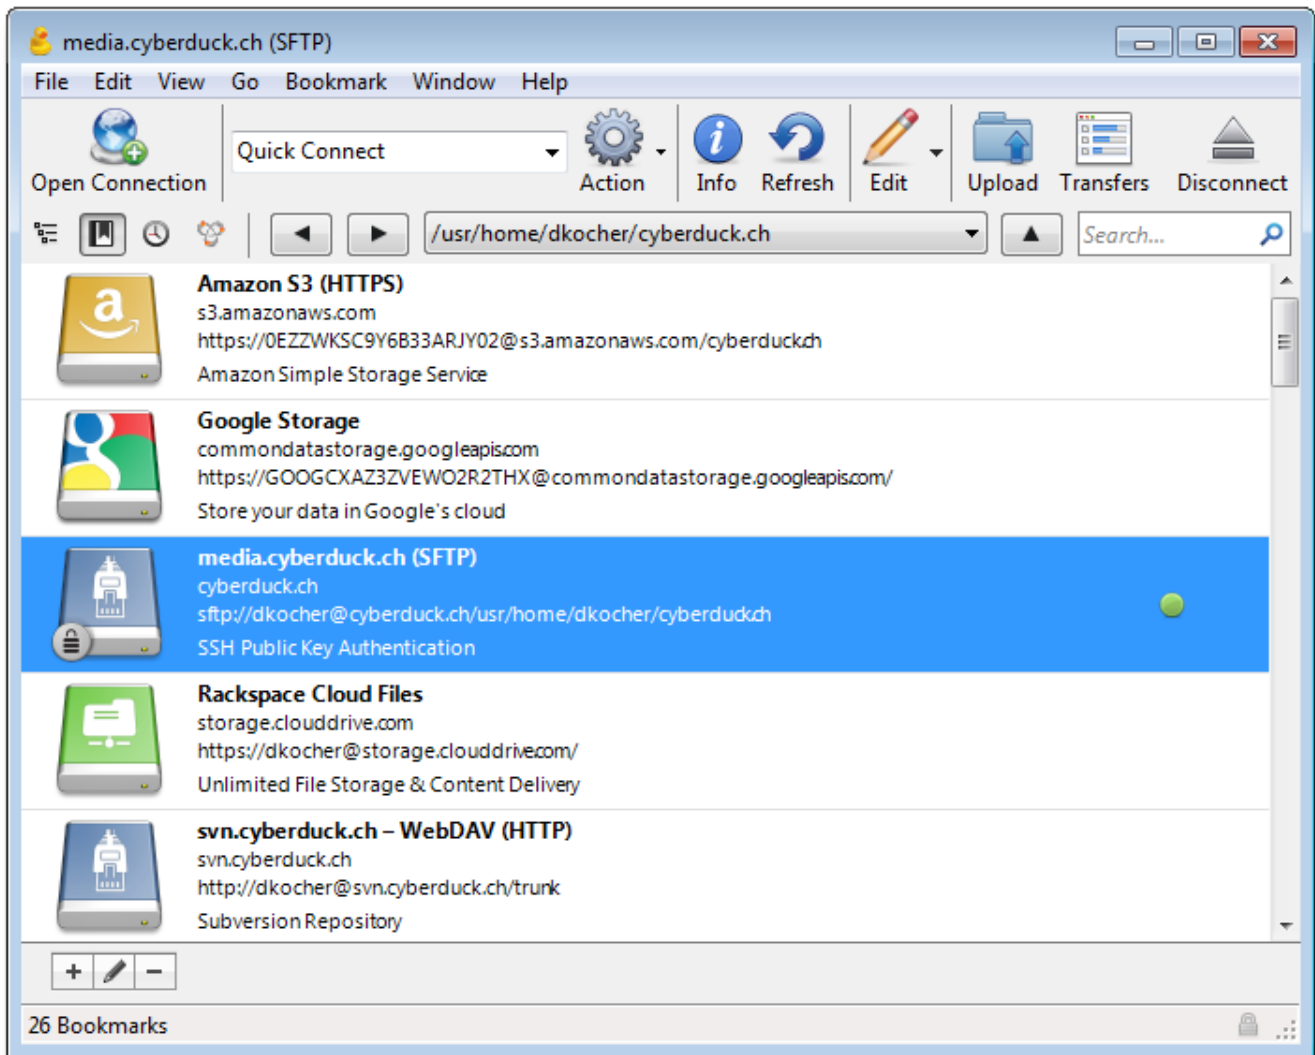 media.cyberduck.ch (SFTP)
File Edit View Go Bookmark Window Help
Open Connection
Quick Connect
Action
Info
Refresh
Edit
Upload
Transfers
Disconnect
/usr/home/dkocher/cyberduck.ch
Search...
Amazon S3 (HTTPS)
s3.amazonaws.com
https://0EZZWKSC9Y6B33ARJY02@s3.amazonaws.com/cyberduck.ch
Amazon Simple Storage Service
Google Storage
commondatastorage.googleapis.com
https://GOOGCXAZ3ZVEWO2R2THX@commondatastorage.googleapis.com/
Store your data in Google's cloud
media.cyberduck.ch (SFTP)
cyberduck.ch
sftp://dkocher@cyberduck.ch/usr/home/dkocher/cyberduck.ch
SSH Public Key Authentication
Rackspace Cloud Files
storage.clouddrive.com
https://dkocher@storage.clouddrive.com/
Unlimited File Storage & Content Delivery
svn.cyberduck.ch – WebDAV (HTTP)
svn.cyberduck.ch
http://dkocher@svn.cyberduck.ch/trunk
Subversion Repository
26 Bookmarks